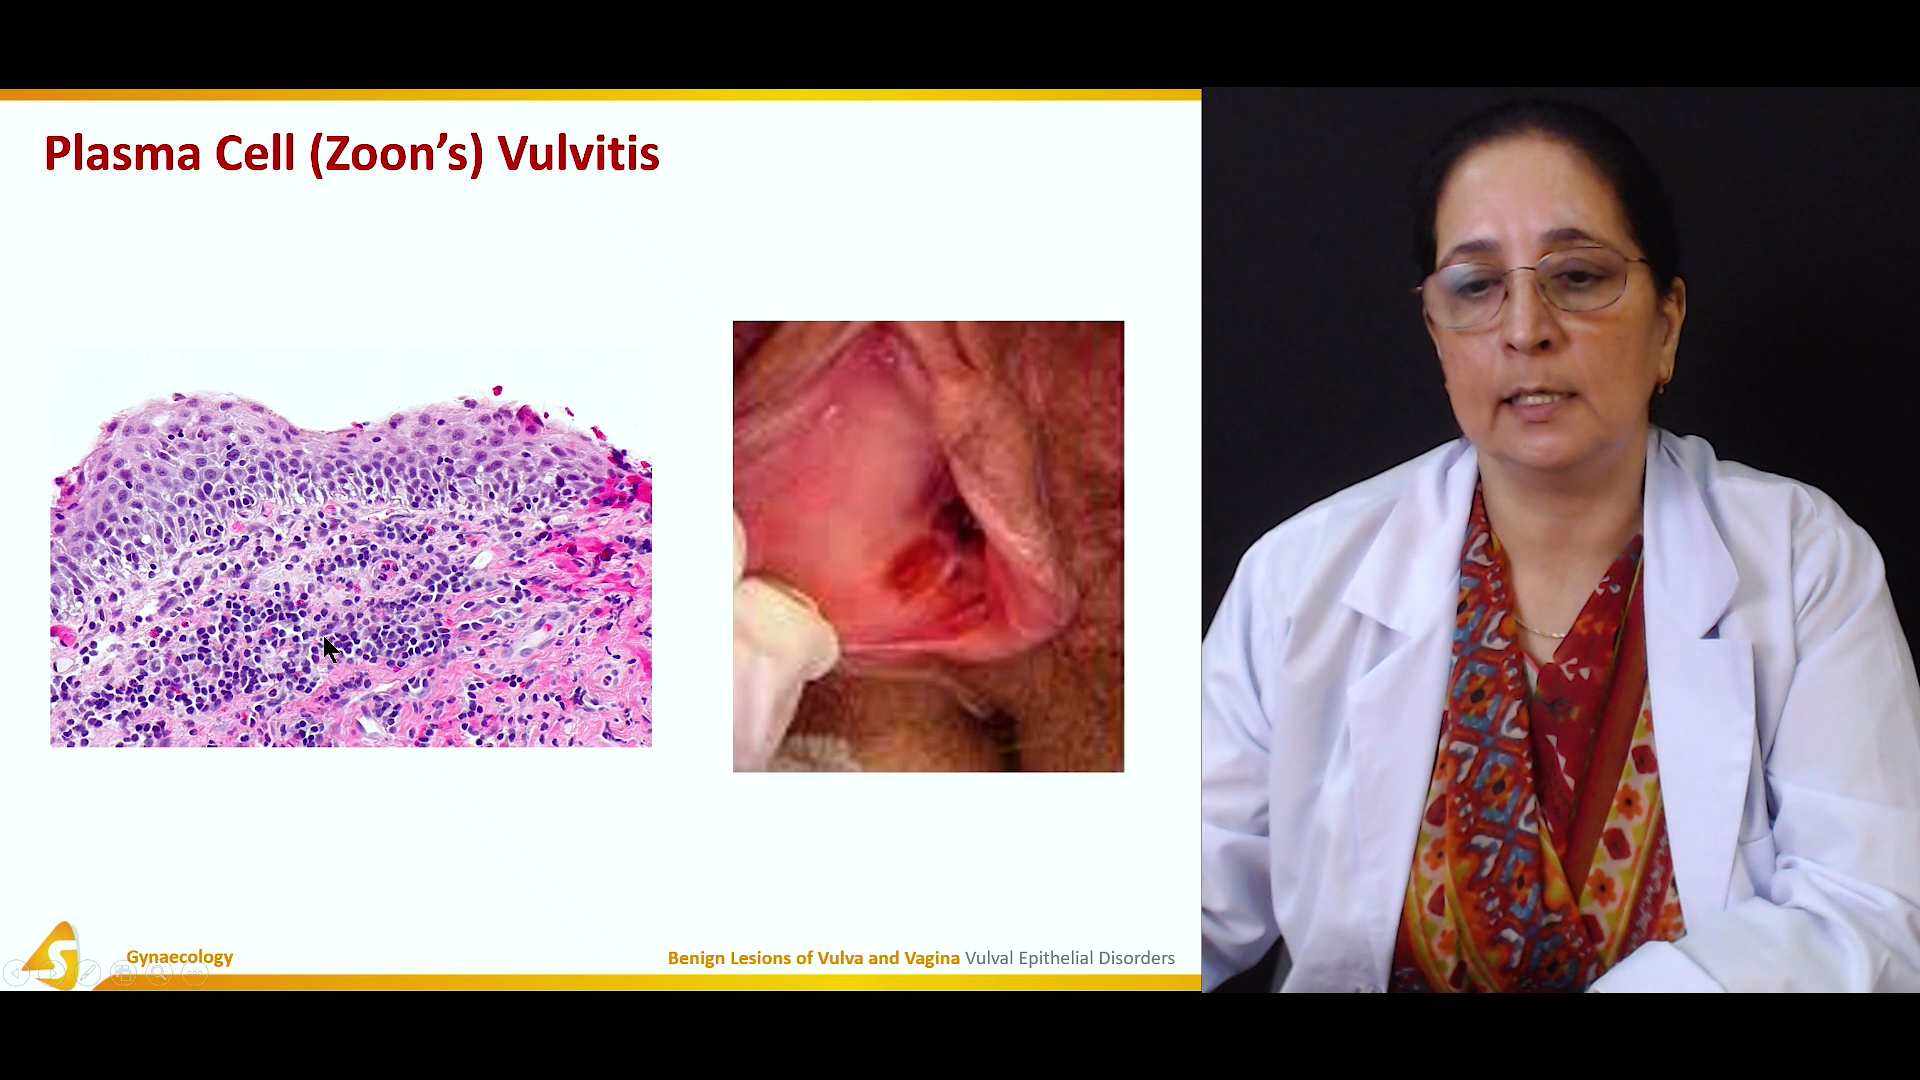 Plasma Cell (Zoon’s) Vulvitis
Gynaecology
Benign Lesions of Vulva and Vagina Vulval Epithelial Disorders